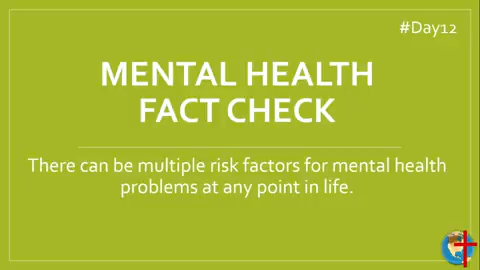 #Day12
MENTAL HEALTH
FACT CHECK
There can be multiple risk factors for mental health
problems at any point in life.